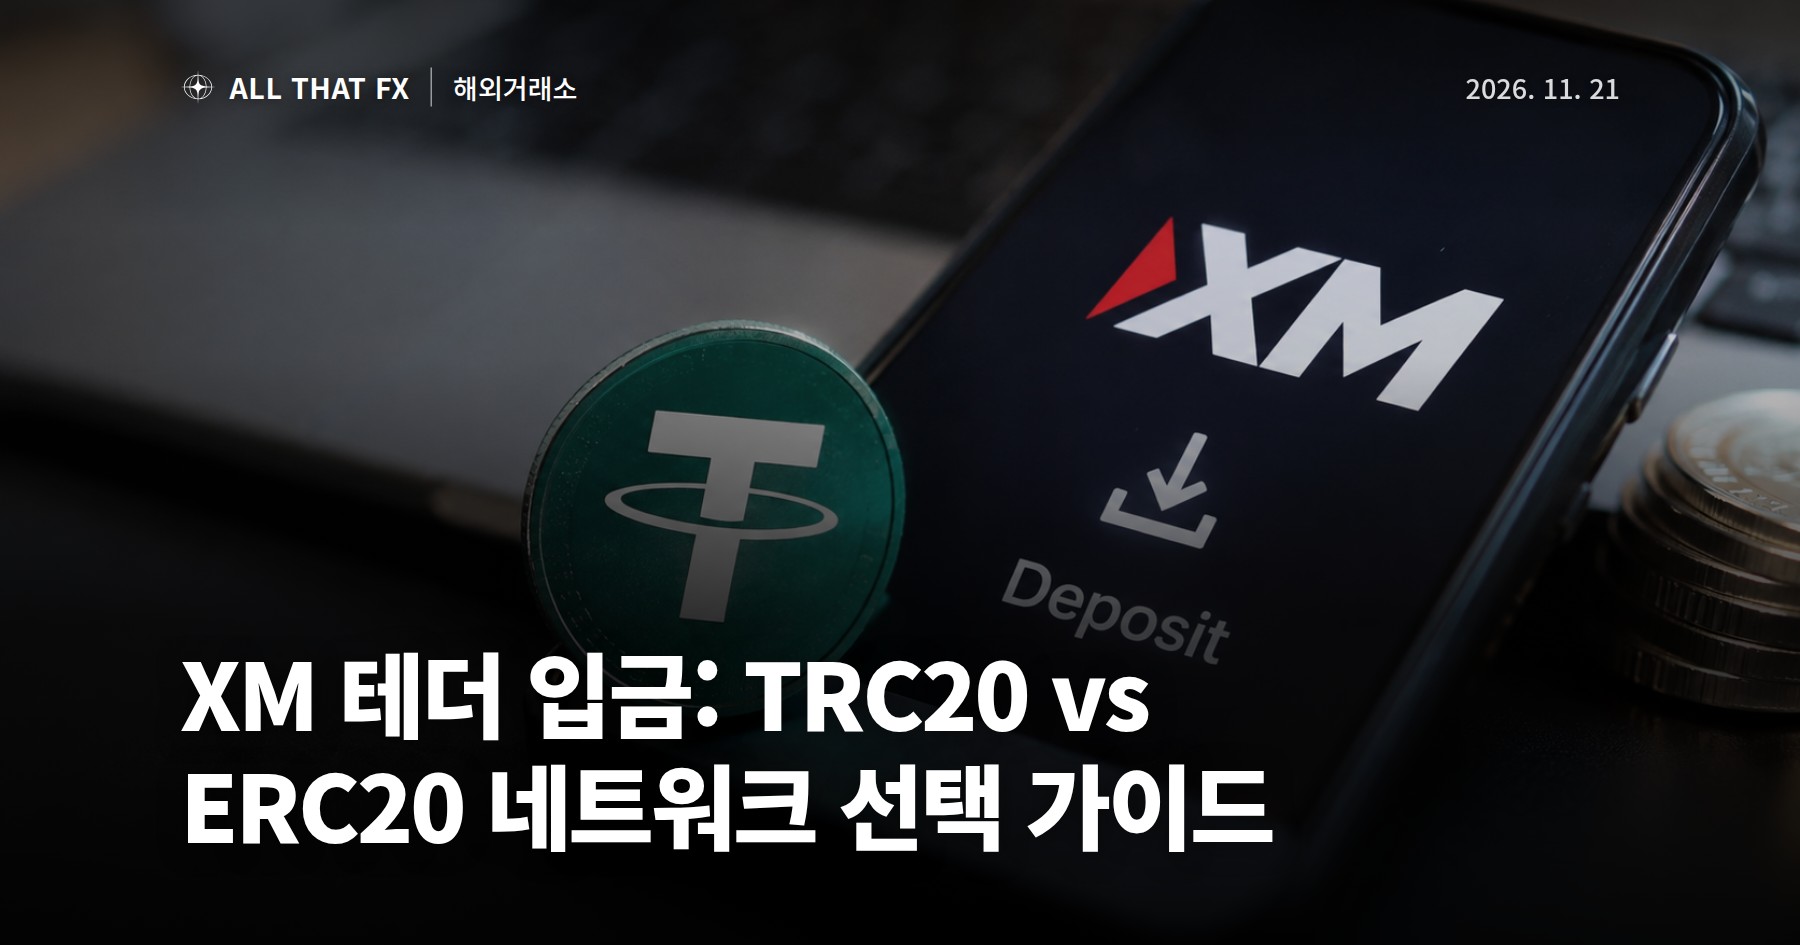 ALL THAT FX | 해외거래소
2026. 11. 21
XM
Deposit
XM 테더 입금: TRC20 vs
ERC20 네트워크 선택 가이드